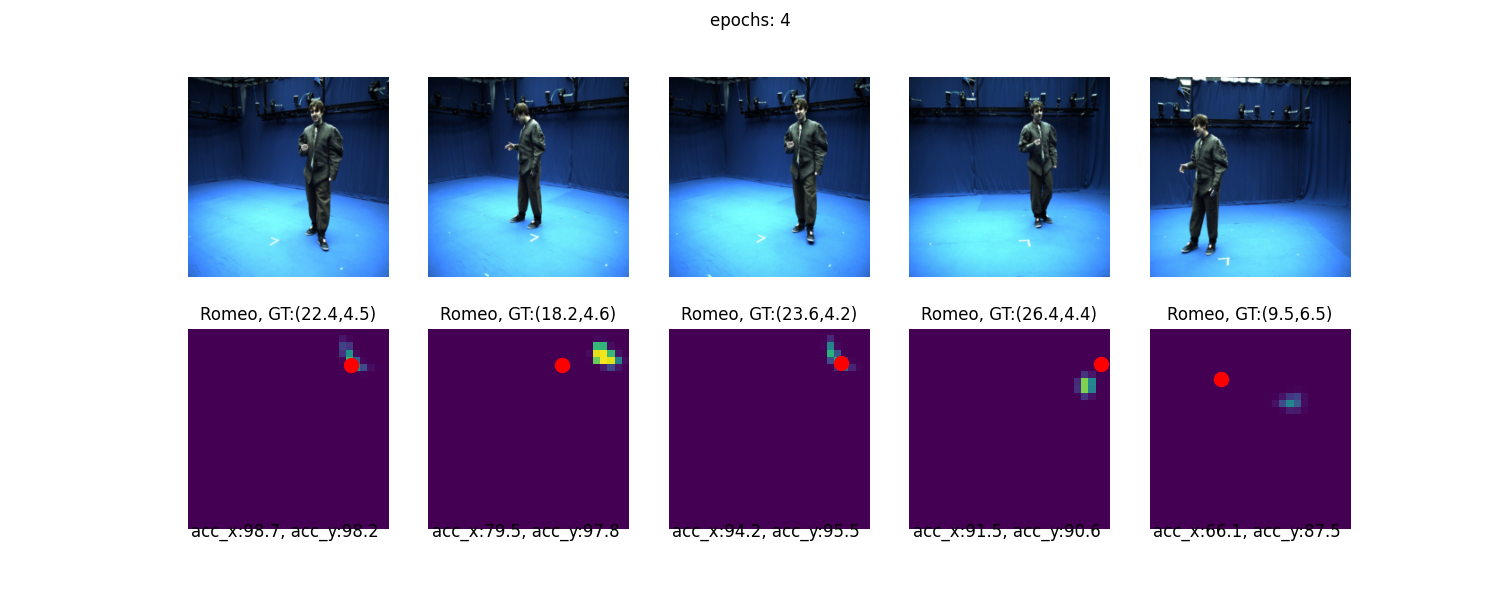 epochs: 4
Romeo, GT:(22.4,4.5)
Romeo, GT:(18.2,4.6)
Romeo, GT:(23.6,4.2)
Romeo, GT:(26.4,4.4)
Romeo, GT:(9.5,6.5)
acc_x:98.7, acc_y:98.2
acc_x:79.5, acc_y:97.8
acc_x:94.2, acc_y:95.5
acc_x:91.5, acc_y:90.6
acc_x:66.1, acc_y:87.5